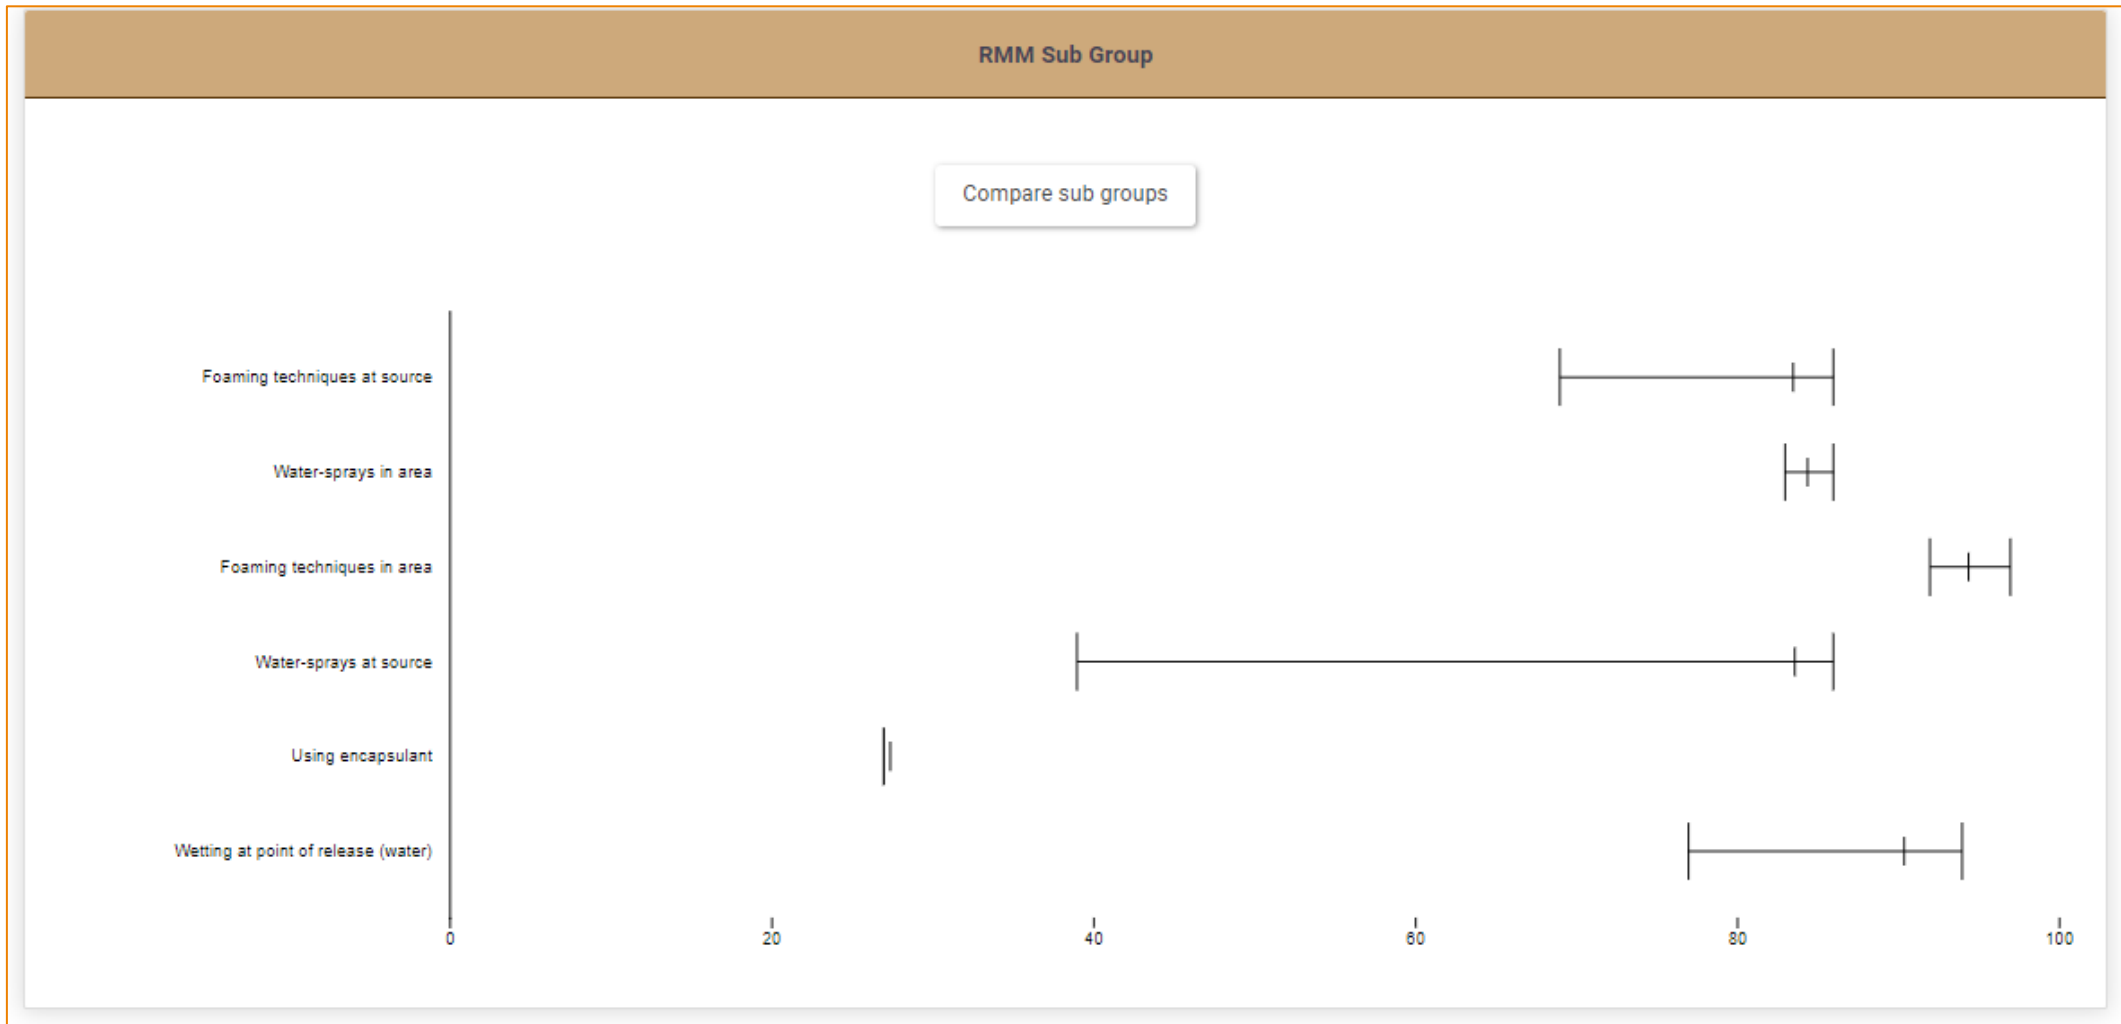 RMM Sub Group
Compare sub groups
Foaming techniques at source
Water-sprays in area
Foaming techniques in area
Water-sprays at source
Using encapsulant
Wetting at point of release (water)
0 20 40 60 80 100